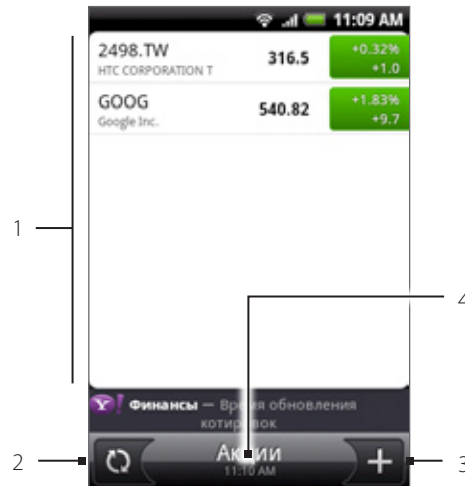 11:09 AM
2498.TW
HTC CORPORATION T
316.5
+0.32%
+1.0
GOOG
Google Inc.
540.82
+1.83%
+9.7
1
4
Y! Финансы — Время обновления
котировок
2
Акции
11:10 AM
3